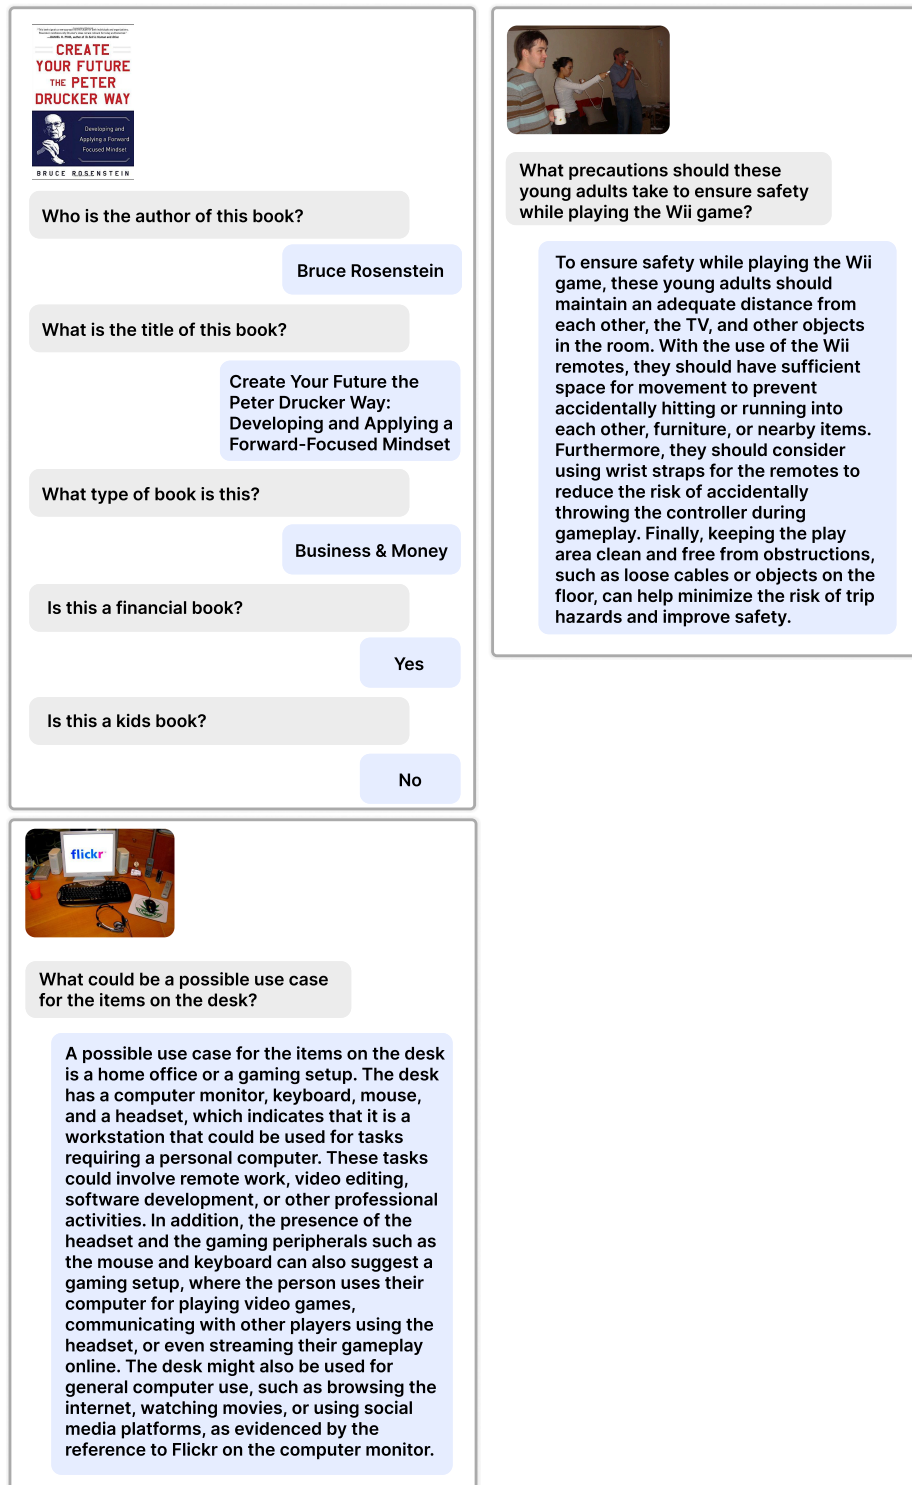 CREATE
YOUR FUTURE
THE PETER
DRUCKER WAY
Developing and
Applying a Forward
Focused Mindset
BRUCE ROSENSTEIN
Who is the author of this book?
Bruce Rosenstein
What is the title of this book?
Create Your Future the
Peter Drucker Way:
Developing and Applying a
Forward-Focused Mindset
What type of book is this?
Business & Money
Is this a financial book?
Yes
Is this a kids book?
No
What precautions should these
young adults take to ensure safety
while playing the Wii game?
To ensure safety while playing the Wii
game, these young adults should
maintain an adequate distance from
each other, the TV, and other objects
in the room. With the use of the Wii
remotes, they should have sufficient
space for movement to prevent
accidentally hitting or running into
each other, furniture, or nearby items.
Furthermore, they should consider
using wrist straps for the remotes to
reduce the risk of accidentally
throwing the controller during
gameplay. Finally, keeping the play
area clean and free from obstructions,
such as loose cables or objects on the
floor, can help minimize the risk of trip
hazards and improve safety.
flickr
What could be a possible use case
for the items on the desk?
A possible use case for the items on the desk
is a home office or a gaming setup. The desk
has a computer monitor, keyboard, mouse,
and a headset, which indicates that it is a
workstation that could be used for tasks
requiring a personal computer. These tasks
could involve remote work, video editing,
software development, or other professional
activities. In addition, the presence of the
headset and the gaming peripherals such as
the mouse and keyboard can also suggest a
gaming setup, where the person uses their
computer for playing video games,
communicating with other players using the
headset, or even streaming their gameplay
online. The desk might also be used for
general computer use, such as browsing the
internet, watching movies, or using social
media platforms, as evidenced by the
reference to Flickr on the computer monitor.